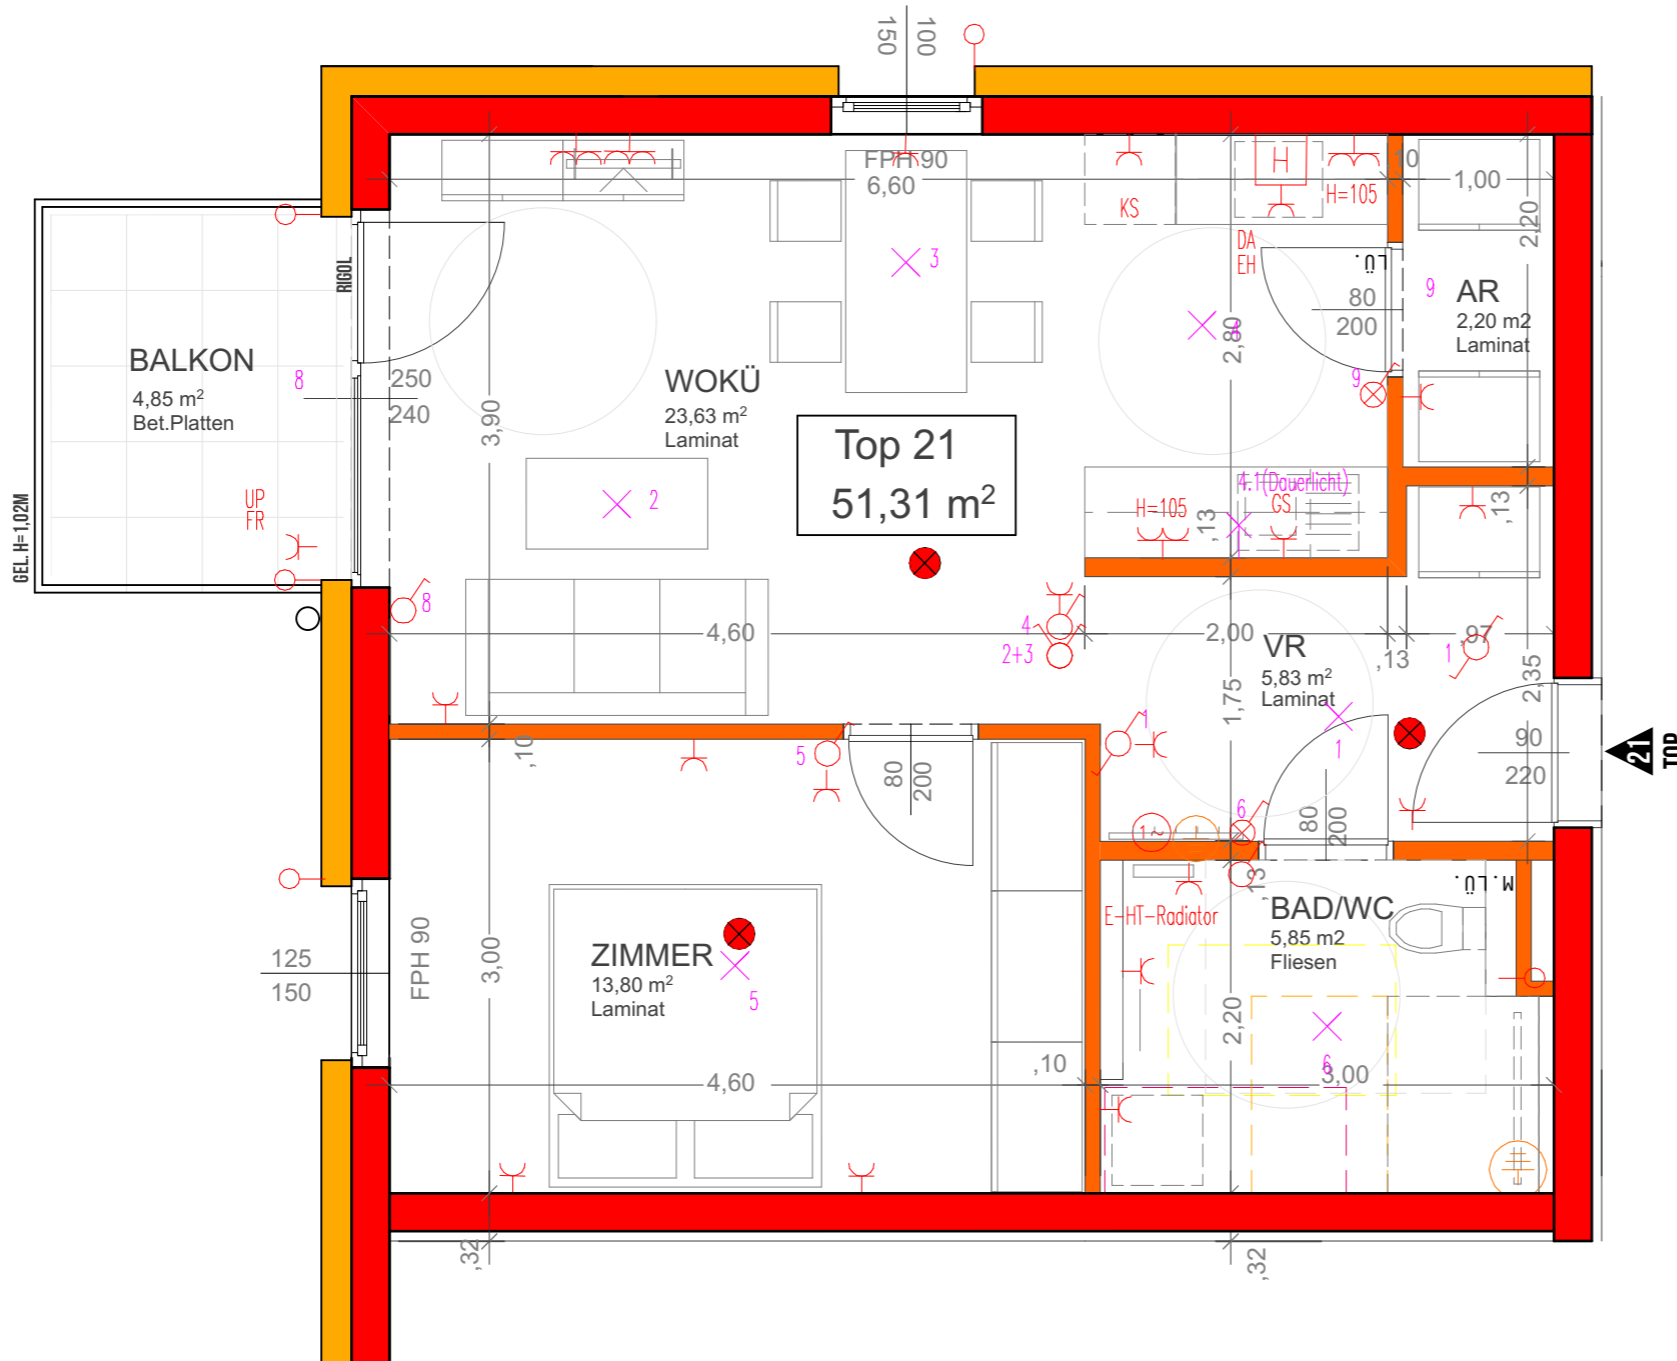 150
100
FPH 90
6,60
KS
H
H=105
10
1,00
2,20
DA
EH
LÜ.
80
200
9
AR
2,20 m2
Laminat
3
RIGOL
BALKON
4,85 m²
Bet.Platten
8
250
240
3,90
WOKÜ
23,63 m²
Laminat
2,80
9
Top 21
51,31 m²
2
UP
FR
GEL. H=1,02M
4.1(Dauerlicht)
H=105
GS
,13
,13
8
4,60
4
2+3
2,00
,13
,97
1
VR
5,83 m²
Laminat
1,75
2,35
1
1
,10
5
80
200
90
220
21
TOP
6
80
200
1~
,13
M.LÜ.
E-HT-Radiator
BAD/WC
5,85 m2
Fliesen
125
150
FPH 90
3,00
ZIMMER
13,80 m²
Laminat
5
2,20
6
3,00
4,60
,10
,32
,32